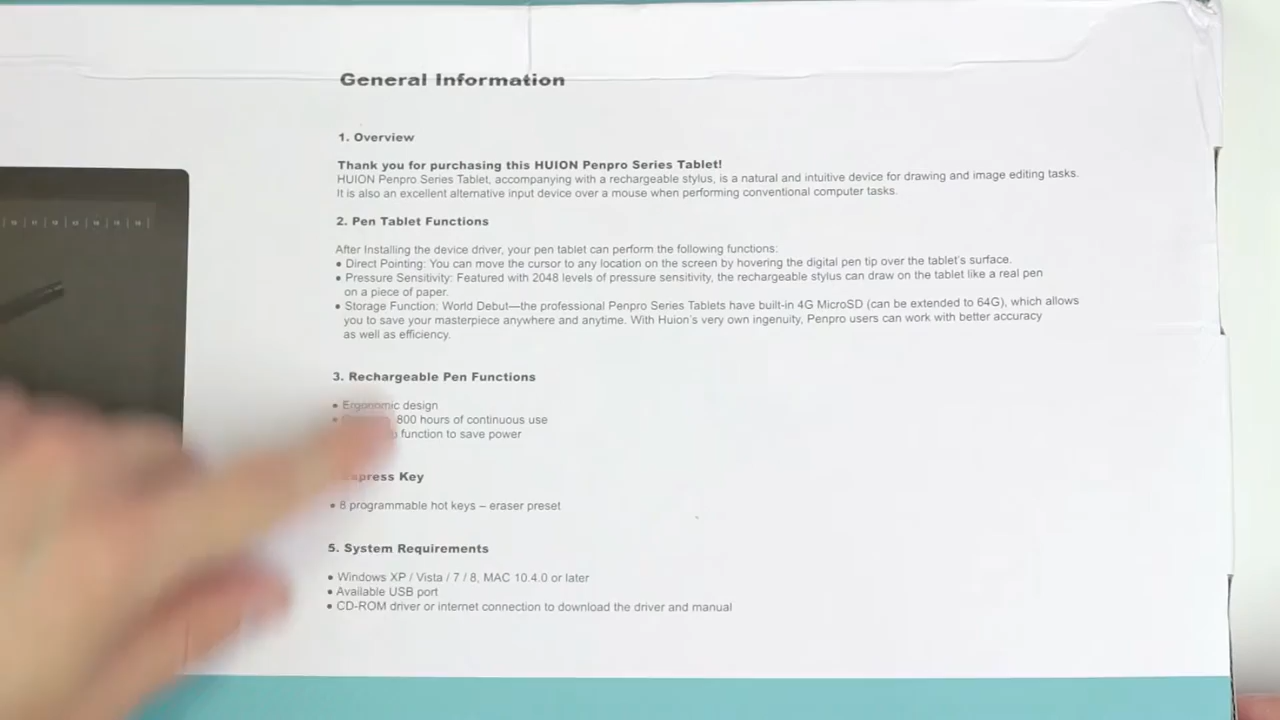 General Information
1. Overview
Thank you for purchasing this HUION Penpro Series Tablet!
HUION Penpro Series Tablet, accompanying with a rechargeable stylus, is a natural and intuitive device for drawing and image editing tasks.
It is also an excellent alternative input device over a mouse when performing conventional computer tasks.
2. Pen Tablet Functions
After Installing the device driver, your pen tablet can perform the following functions:
● Direct Pointing: You can move the cursor to any location on the screen by hovering the digital pen tip over the tablet's surface.
● Pressure Sensitivity: Featured with 2048 levels of pressure sensitivity, the rechargeable stylus can draw on the tablet like a real pen
on a piece of paper.
● Storage Function: World Debut—the professional Penpro Series Tablets have built-in 4G MicroSD (can be extended to 64G), which allows
you to save your masterpiece anywhere and anytime. With Huion's very own ingenuity, Penpro users can work with better accuracy
as well as efficiency.
3. Rechargeable Pen Functions
● Ergonomic design
● 800 hours of continuous use
function to save power
Key
● 8 programmable hot keys – eraser preset
5. System Requirements
● Windows XP / Vista / 7 / 8, MAC 10.4.0 or later
● Available USB port
● CD-ROM driver or internet connection to download the driver and manual